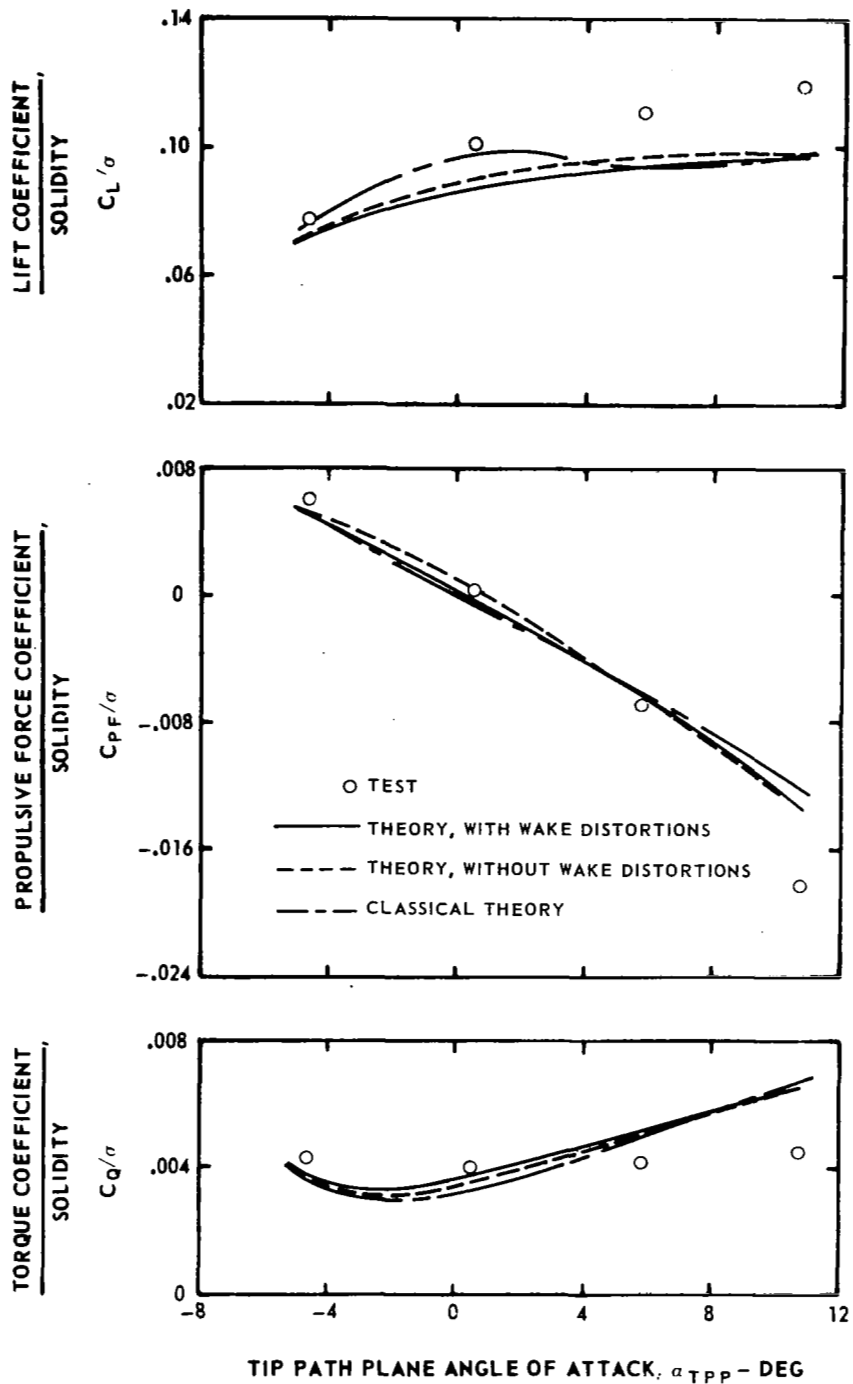 LIFT COEFFICIENT,
SOLIDITY
C_L/σ
.14
.10
.06
.02
PROPULSIVE FORCE COEFFICIENT,
SOLIDITY
C_PF/σ
.008
0
-.008
-.016
-.024
TEST
THEORY, WITH WAKE DISTORTIONS
THEORY, WITHOUT WAKE DISTORTIONS
CLASSICAL THEORY
TORQUE COEFFICIENT,
SOLIDITY
C_Q/σ
.008
.004
0
-8
-4
0
4
8
12
TIP PATH PLANE ANGLE OF ATTACK, α_TPP – DEG